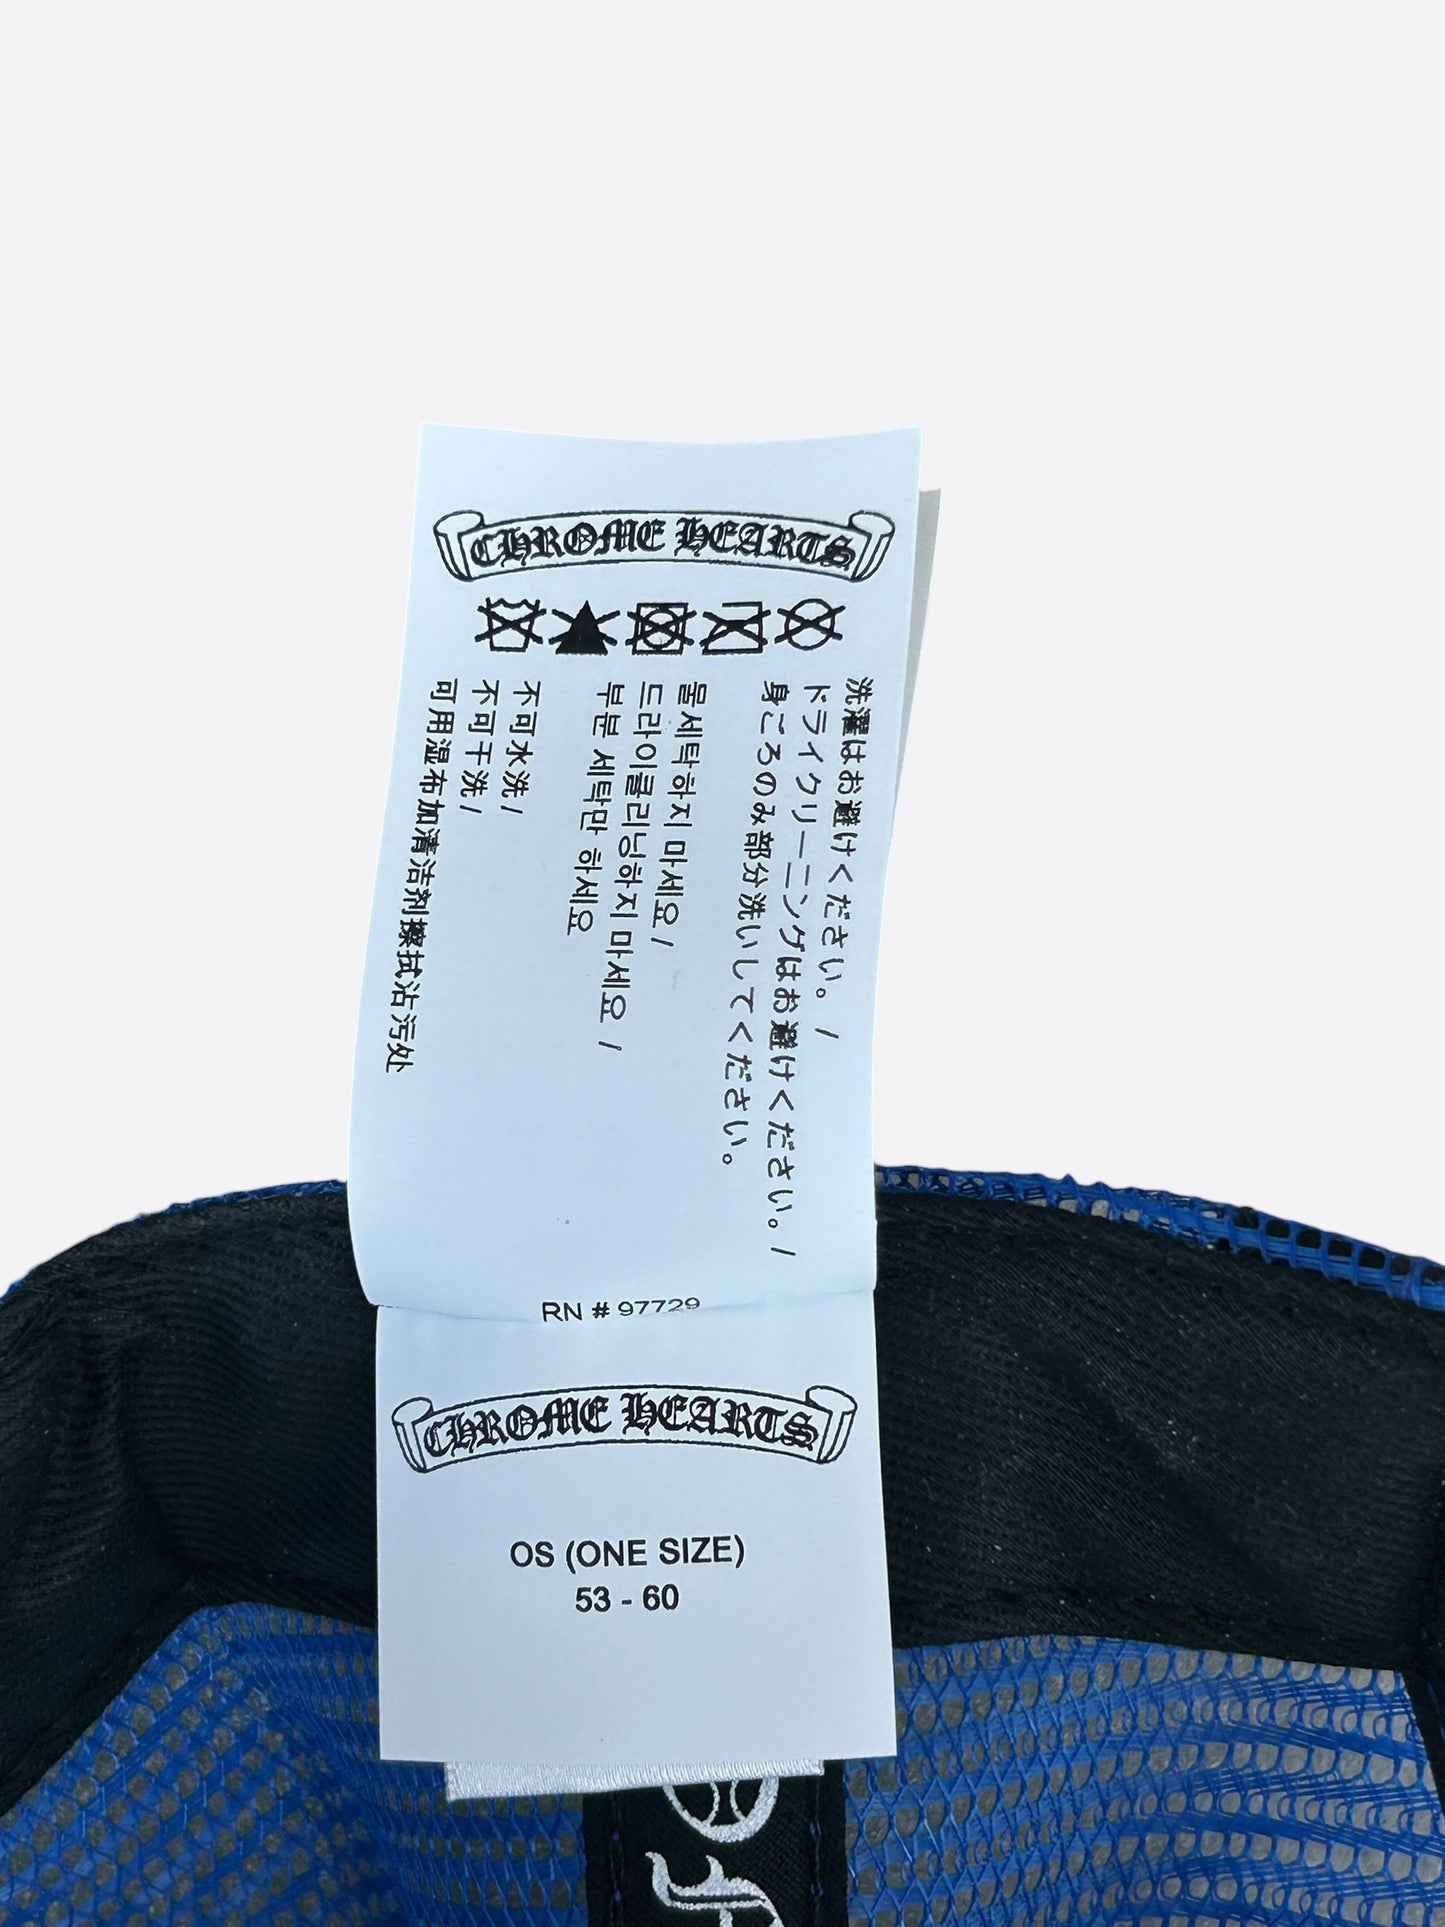 CHROME HEARTS
洗濯はお避けください。/
ドライクリーニングはお避けください。/
身ごろのみ部分洗いしてください。
물세탁하지 마세요 /
드라이클리닝하지 마세요 /
부분 세탁만 하세요
不可水洗 /
不可干洗 /
可用湿布加清洁剂擦拭沾污处
RN # 97729
CHROME HEARTS
OS (ONE SIZE)
53 - 60